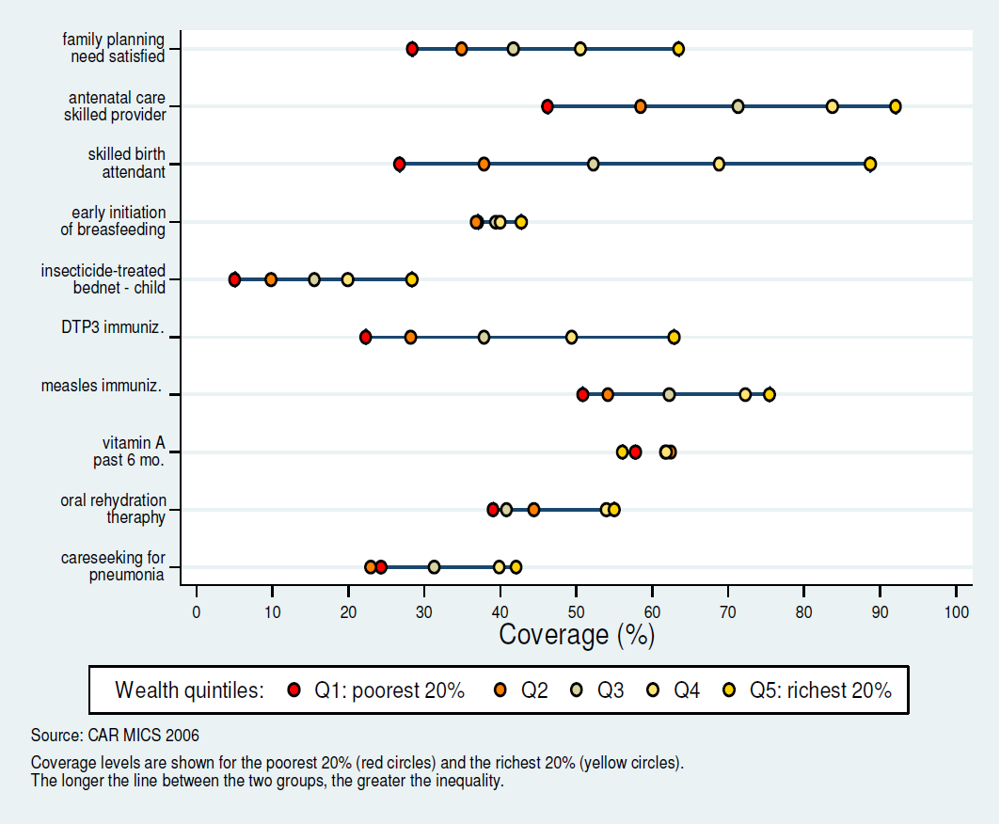 family planning
need satisfied
antenatal care
skilled provider
skilled birth
attendant
early initiation
of breasfeeding
insecticide-treated
bednet - child
DTP3 immuniz.
measles immuniz.
vitamin A
past 6 mo.
oral rehydration
theraphy
careseeking for
pneumonia
0 10 20 30 40 50 60 70 80 90 100
Coverage (%)
Wealth quintiles: Q1: poorest 20% Q2 Q3 Q4 Q5: richest 20%
Source: CAR MICS 2006
Coverage levels are shown for the poorest 20% (red circles) and the richest 20% (yellow circles).
The longer the line between the two groups, the greater the inequality.